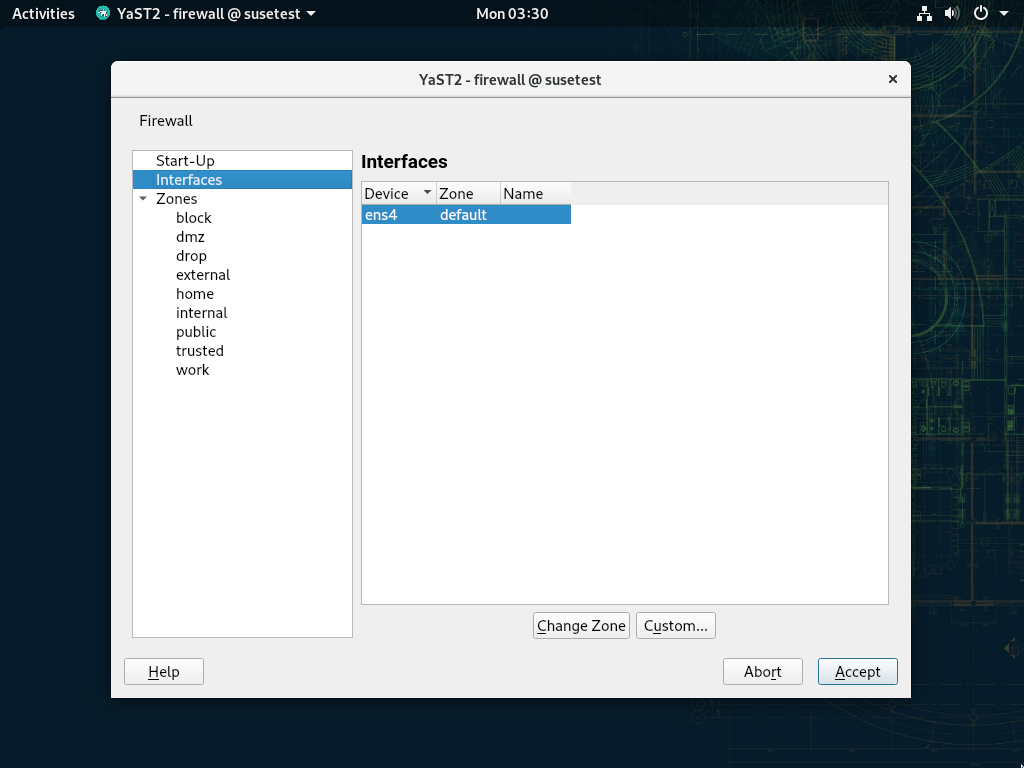 Activities YaST2 - firewall @ susetest Mon 03:30
YaST2 - firewall @ susetest
Firewall
Start-Up
Interfaces
Zones
block
dmz
drop
external
home
internal
public
trusted
work
Interfaces
Device Zone Name
ens4 default
Change Zone Custom...
Help Abort Accept